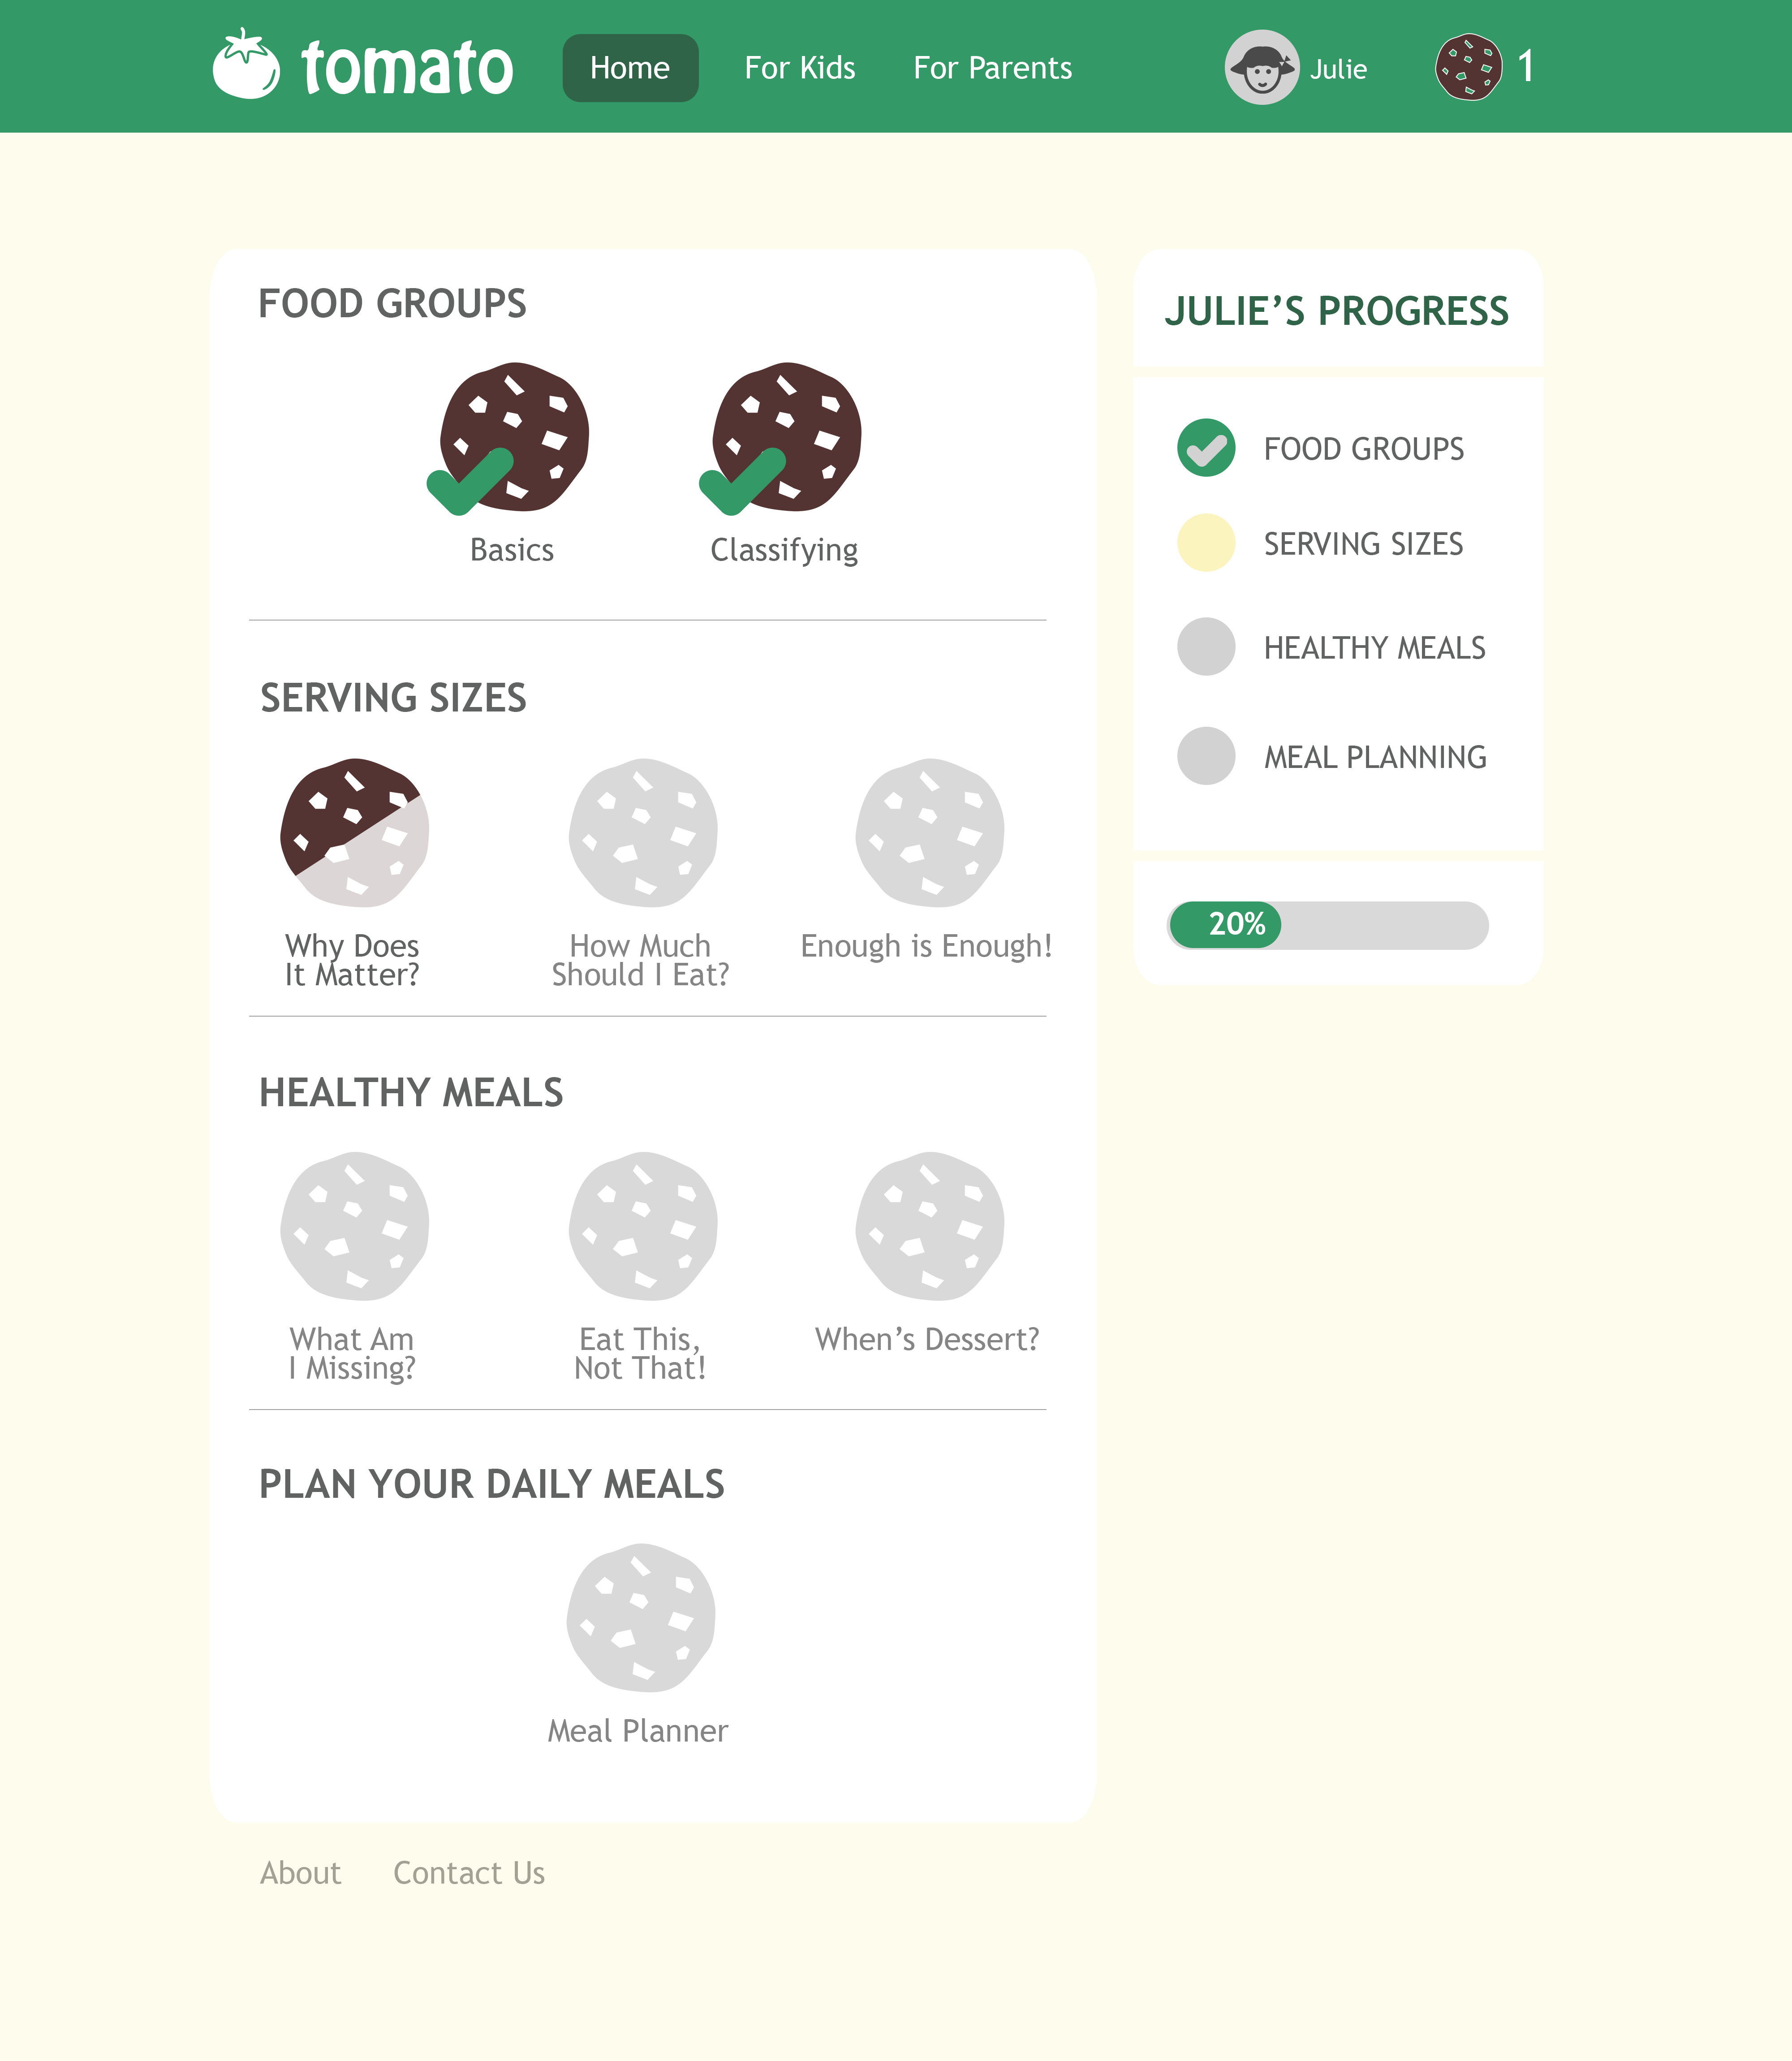 tomato
Home
For Kids
For Parents
Julie
1
FOOD GROUPS
Basics
Classifying
SERVING SIZES
Why Does
It Matter?
How Much
Should I Eat?
Enough is Enough!
HEALTHY MEALS
What Am
I Missing?
Eat This,
Not That!
When’s Dessert?
PLAN YOUR DAILY MEALS
Meal Planner
JULIE’S PROGRESS
FOOD GROUPS
SERVING SIZES
HEALTHY MEALS
MEAL PLANNING
20%
About
Contact Us